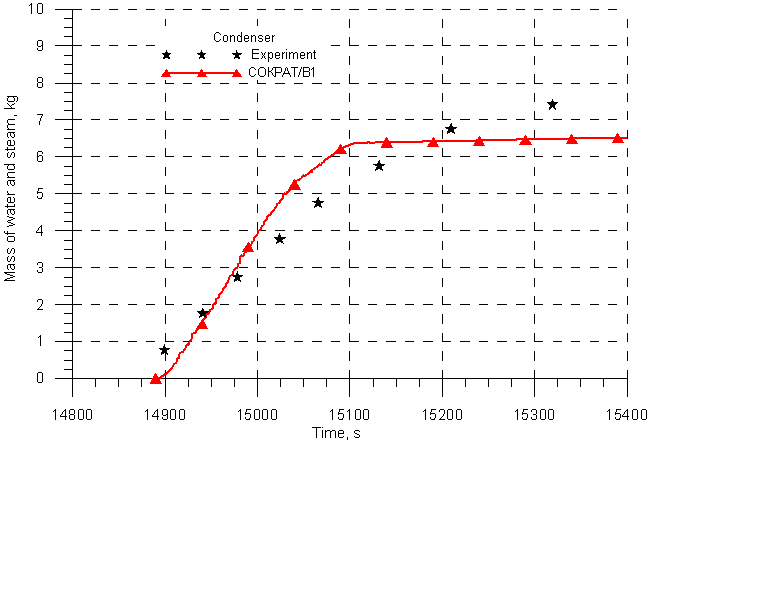 10
Condenser
9
Experiment
СОКРАТ/В1
8
7
6
5
4
3
2
1
0
Mass of water and steam, kg
14800 14900 15000 15100 15200 15300 15400
Time, s